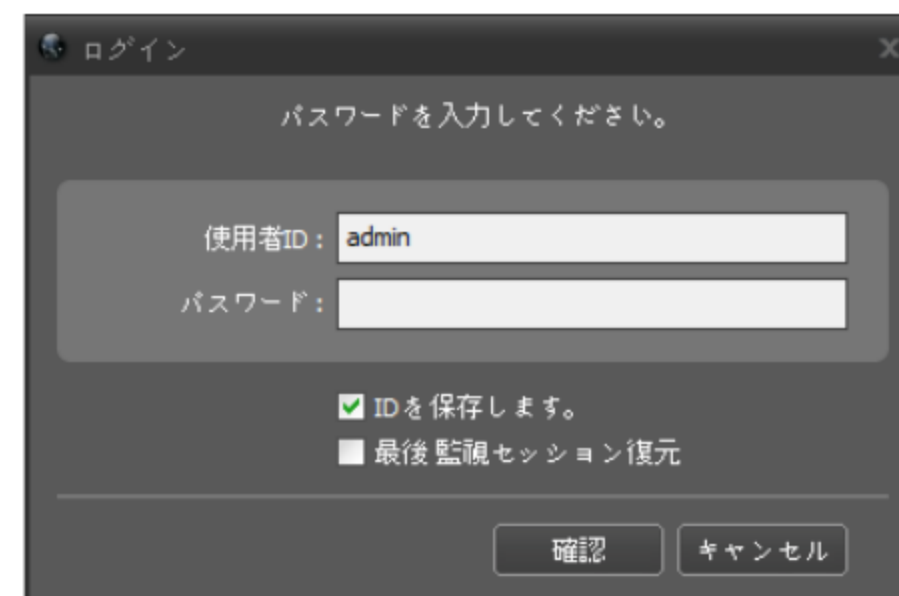 ログイン
パスワードを入力してください。
使用者ID : admin
パスワード :
IDを保存します。
最後監視セッション復元
確認 キャンセル